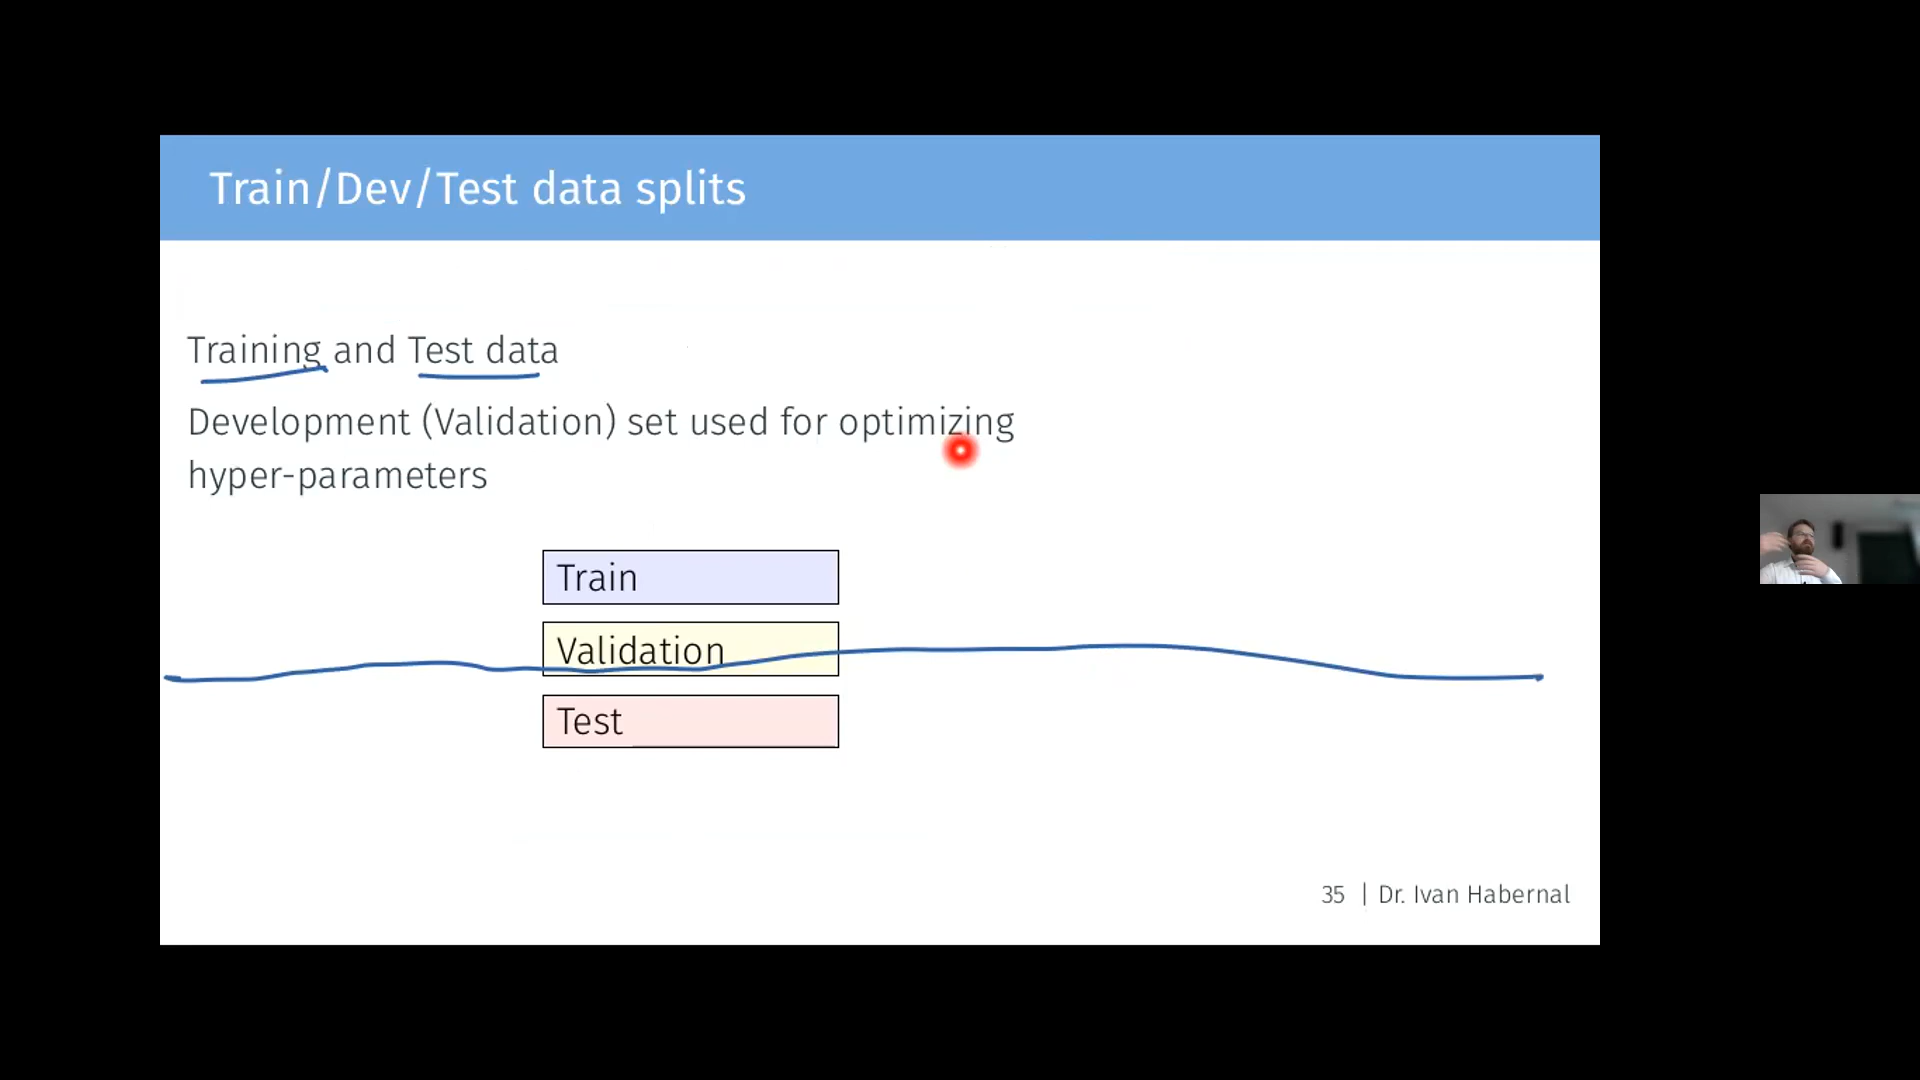 Train/Dev/Test data splits
Training and Test data
Development (Validation) set used for optimizing
hyper-parameters
Train
Validation
Test
35 | Dr. Ivan Habernal